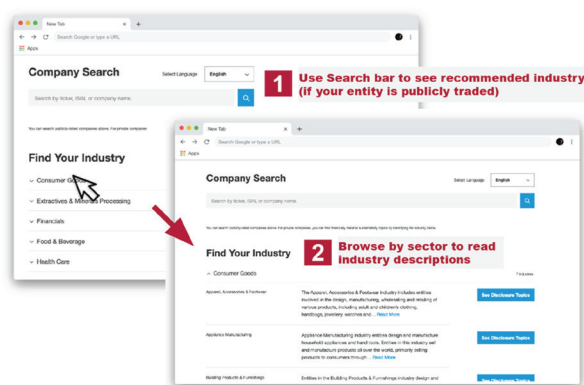 New Tab
Search Google or type a URL
Apps
Company Search
Select Language
English
Search by ticker, ISIN, or company name.
1
Use Search bar to see recommended industry
(if your entity is publicly traded)
Find Your Industry
Consumer Goods
Extractives & Minerals Processing
Financials
Food & Beverage
Health Care
New Tab
Search Google or type a URL
Apps
Company Search
Select Language
English
Search by ticker, ISIN, or company name.
Find Your Industry
2
Browse by sector to read
industry descriptions
Consumer Goods
7 Industries
Apparel, Accessories & Footwear
The Apparel, Accessories & Footwear industry includes entities
involved in the design, manufacturing, wholesaling and retailing of
various products, including adult and children's clothing,
handbags, jewelry, watches and ... Read More
See Disclosure Topics
Appliance Manufacturing
Appliance Manufacturing industry entities design and manufacture
household appliances and hand tools. Entities in this industry sell
and manufacture products all over the world, primarily selling
products to consumers through ... Read More
See Disclosure Topics
Building Products & Furnishings
Entities in the Building Products & Furnishings industry design and
See Disclosure Topics